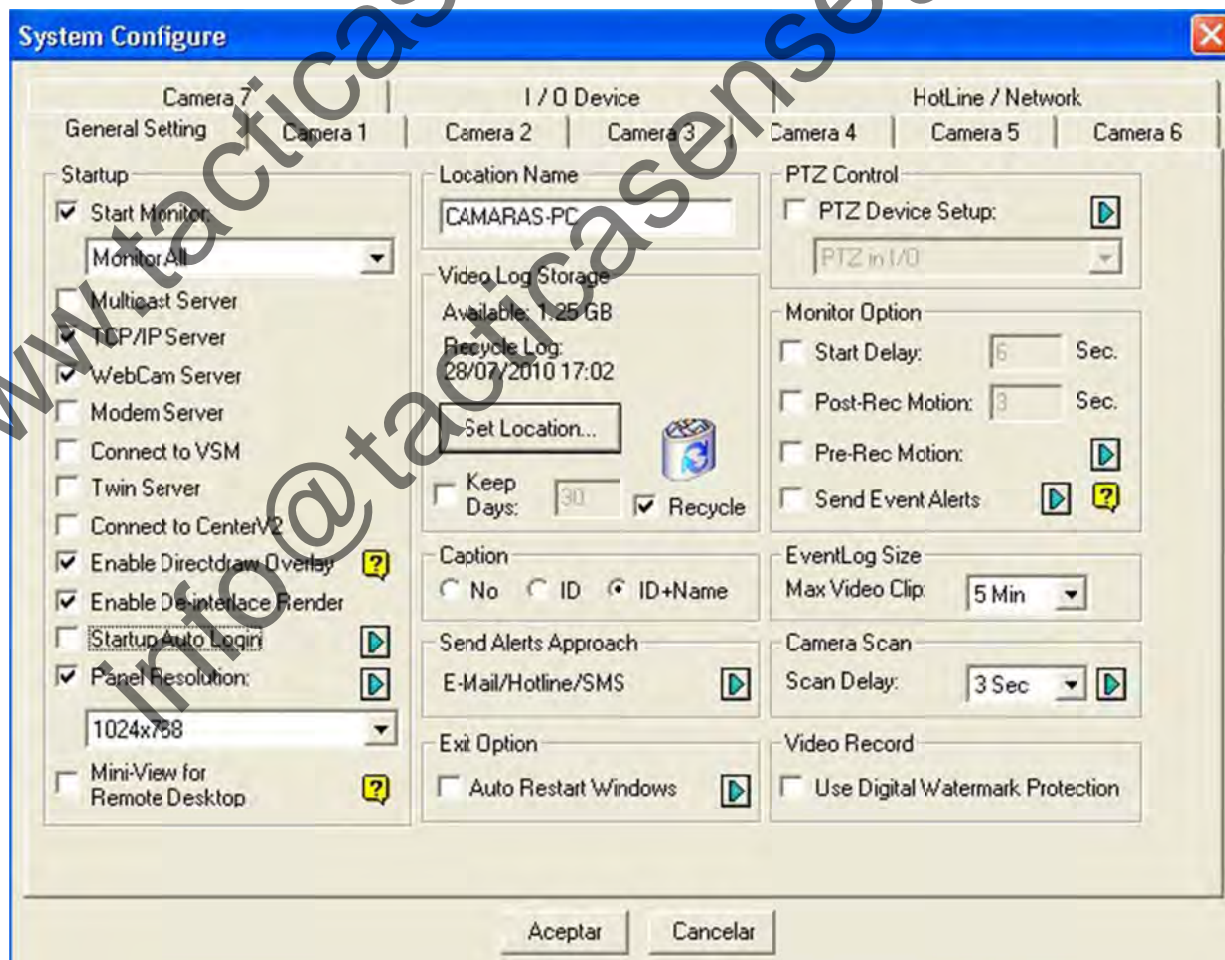 System Configure
Camera 7
I / O Device
HotLine / Network
General Setting
Camera 1
Camera 2
Camera 3
Camera 4
Camera 5
Camera 6
Startup
Start Monitor:
Monitor All
Multicast Server
TCP/IP Server
WebCam Server
Modem Server
Connect to VSM
Twin Server
Connect to CenterV2
Enable Directdraw Overlay
Enable De-interlace Render
Startup Auto Login
Panel Resolution:
1024x768
Mini-View for
Remote Desktop
Location Name
CAMARAS-PC
Video Log Storage
Available: 1.25 GB
Recycle Log:
28/07/2010 17:02
Set Location...
Keep
Days:
30
Recycle
Caption
No
ID
ID+Name
Send Alerts Approach
E-Mail/Hotline/SMS
Exit Option
Auto Restart Windows
PTZ Control
PTZ Device Setup:
PTZ in I/O
Monitor Option
Start Delay:
6
Sec.
Post-Rec Motion:
3
Sec.
Pre-Rec Motion:
Send Event Alerts
EventLog Size
Max Video Clip:
5 Min
Camera Scan
Scan Delay:
3 Sec
Video Record
Use Digital Watermark Protection
Aceptar
Cancelar